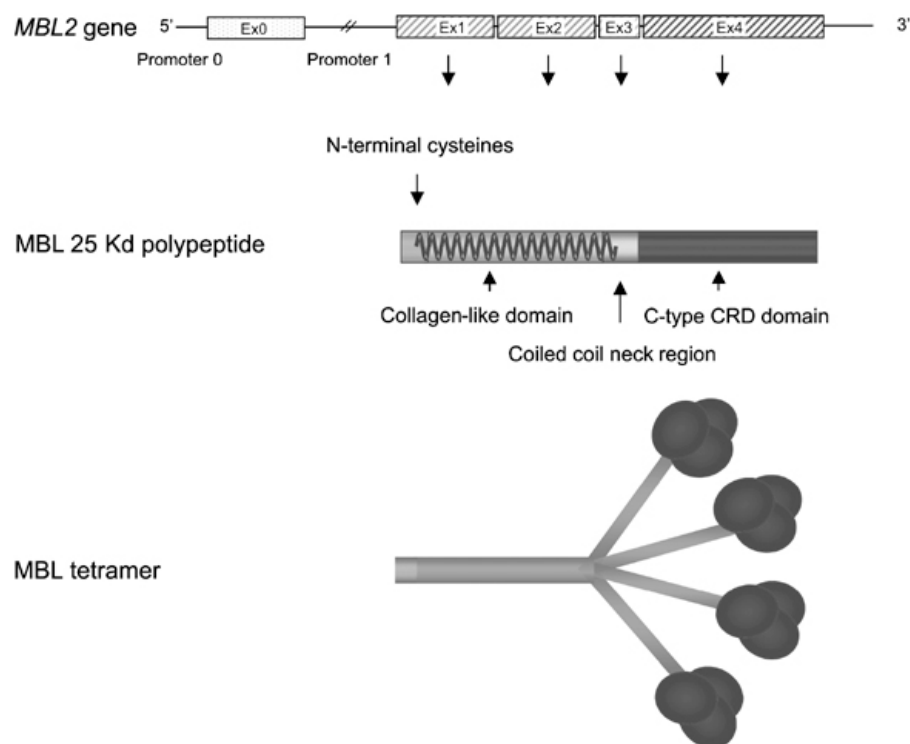 MBL2 gene 5’ Ex0 Ex1 Ex2 Ex3 Ex4 3’
Promoter 0 Promoter 1
N-terminal cysteines
MBL 25 Kd polypeptide
Collagen-like domain C-type CRD domain
Coiled coil neck region
MBL tetramer